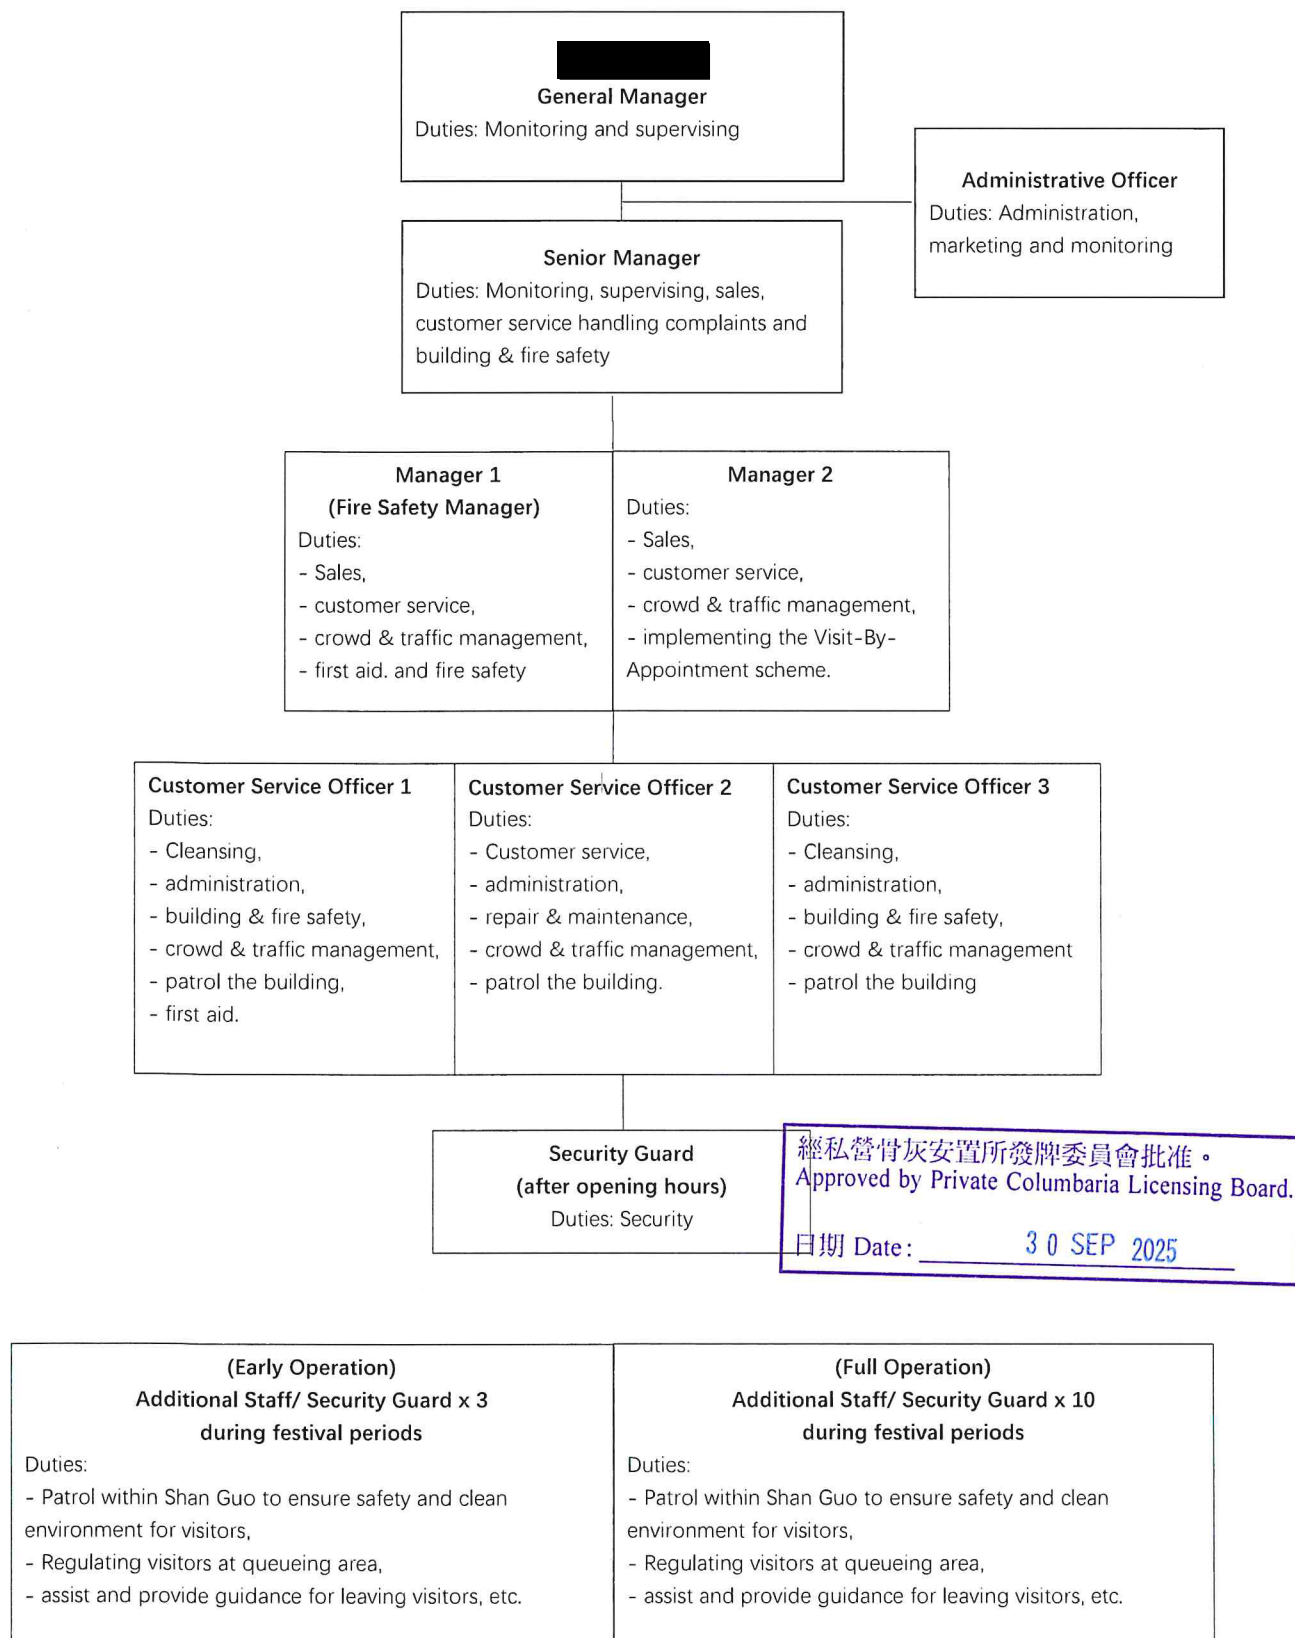 General Manager
Duties: Monitoring and supervising
Administrative Officer
Duties: Administration,
marketing and monitoring
Senior Manager
Duties: Monitoring, supervising, sales,
customer service handling complaints and
building & fire safety
Manager 1
(Fire Safety Manager)
Duties:
- Sales,
- customer service,
- crowd & traffic management,
- first aid. and fire safety
Manager 2
Duties:
- Sales,
- customer service,
- crowd & traffic management,
- implementing the Visit-By-
Appointment scheme.
Customer Service Officer 1
Duties:
- Cleansing,
- administration,
- building & fire safety,
- crowd & traffic management,
- patrol the building,
- first aid.
Customer Service Officer 2
Duties:
- Customer service,
- administration,
- repair & maintenance,
- crowd & traffic management,
- patrol the building.
Customer Service Officer 3
Duties:
- Cleansing,
- administration,
- building & fire safety,
- crowd & traffic management
- patrol the building
Security Guard
(after opening hours)
Duties: Security
經私營骨灰安置所發牌委員會批准。
Approved by Private Columbaria Licensing Board.
日期 Date: 30 SEP 2025
(Early Operation)
Additional Staff/ Security Guard x 3
during festival periods
Duties:
- Patrol within Shan Guo to ensure safety and clean
environment for visitors,
- Regulating visitors at queueing area,
- assist and provide guidance for leaving visitors, etc.
(Full Operation)
Additional Staff/ Security Guard x 10
during festival periods
Duties:
- Patrol within Shan Guo to ensure safety and clean
environment for visitors,
- Regulating visitors at queueing area,
- assist and provide guidance for leaving visitors, etc.